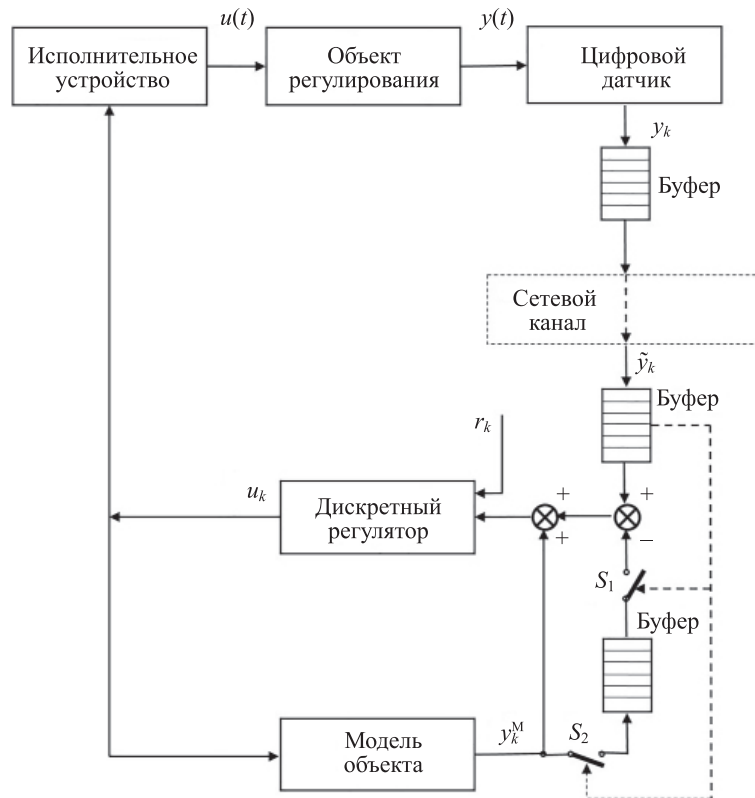 u(t)
y(t)
Исполнительное
устройство
Объект
регулирования
Цифровой
датчик
y_k
Буфер
Сетевой
канал
ỹ_k
Буфер
r_k
u_k
Дискретный
регулятор
+
+
+
–
S_1
Буфер
Модель
объекта
y_k^М
S_2